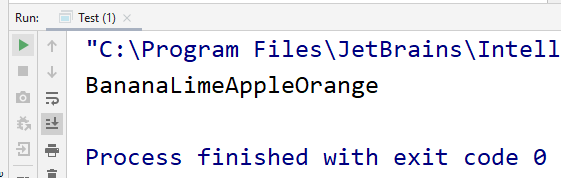 Run: Test (1)
"C:\Program Files\JetBrains\Intell
BananaLimeAppleOrange
Process finished with exit code 0